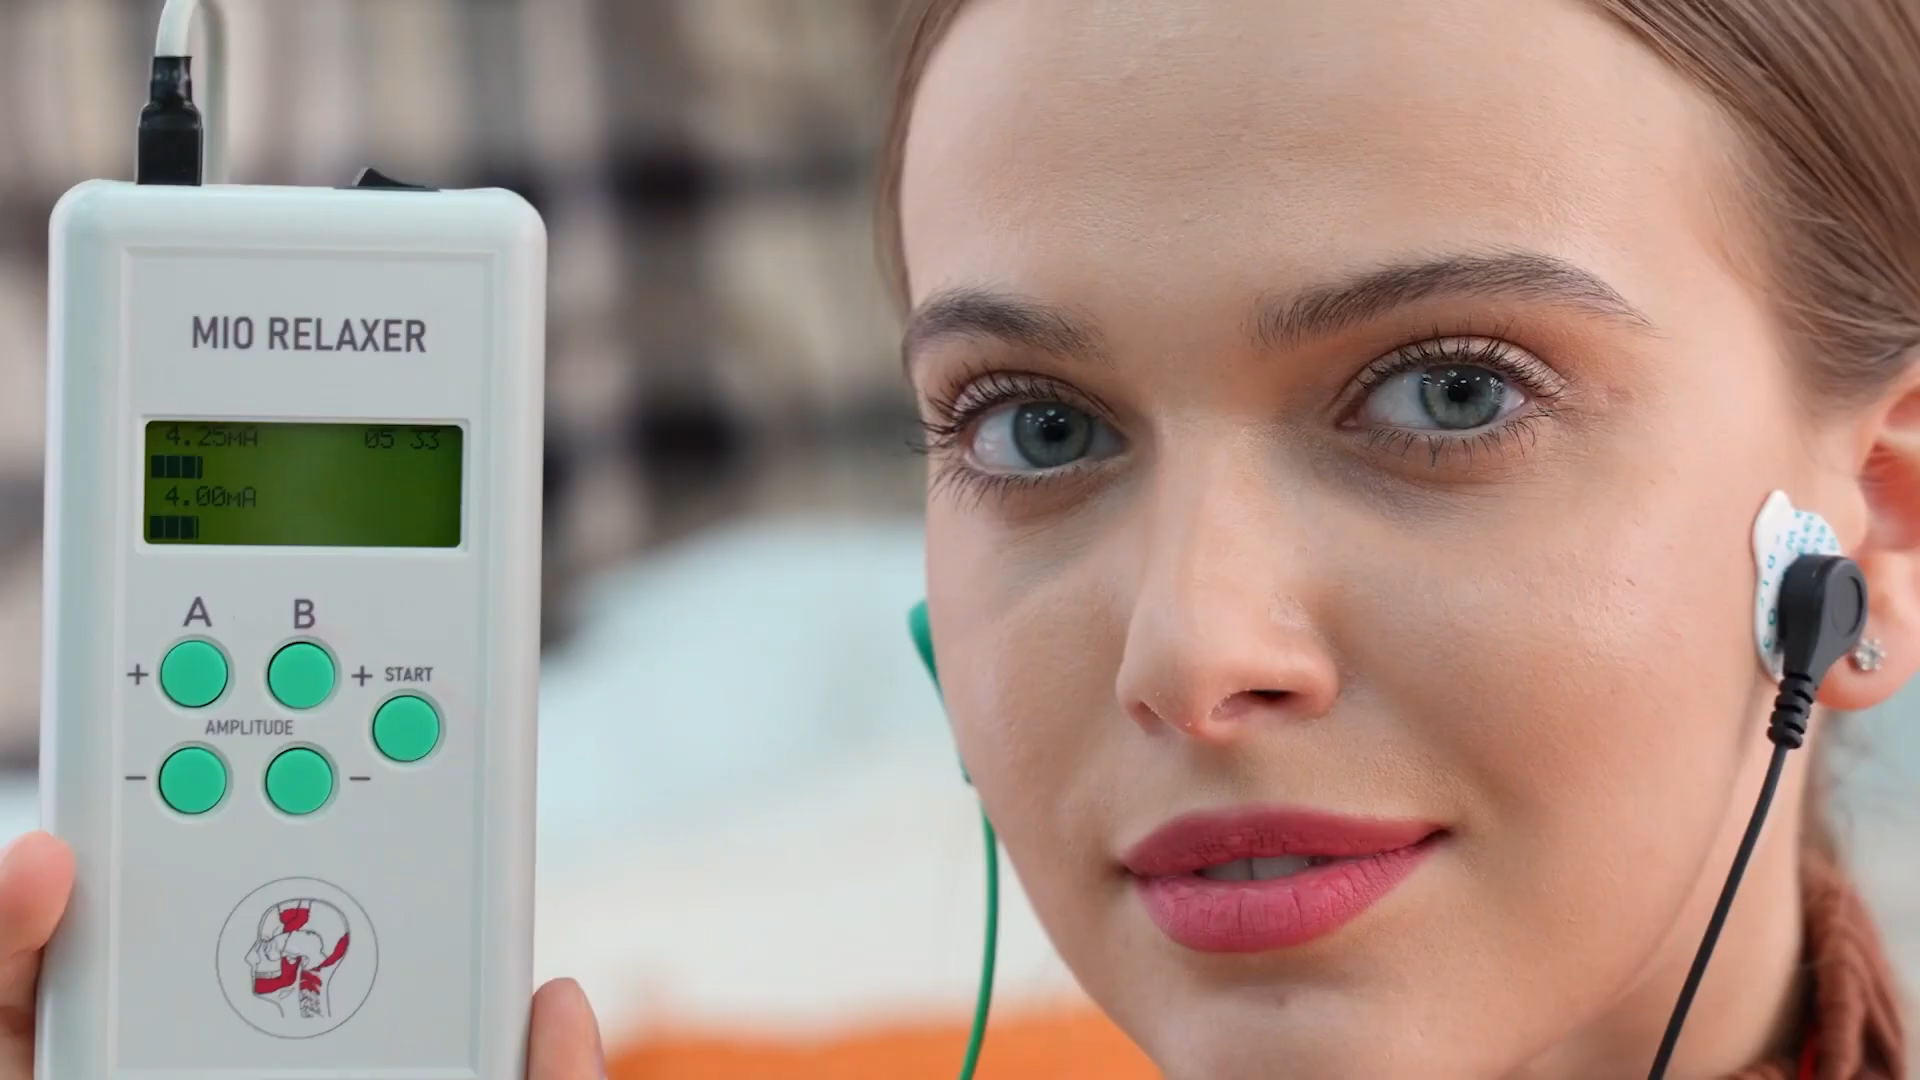 MIO RELAXER
4.25MA 05 33
4.00MA
A B
+ + START
AMPLITUDE
- -